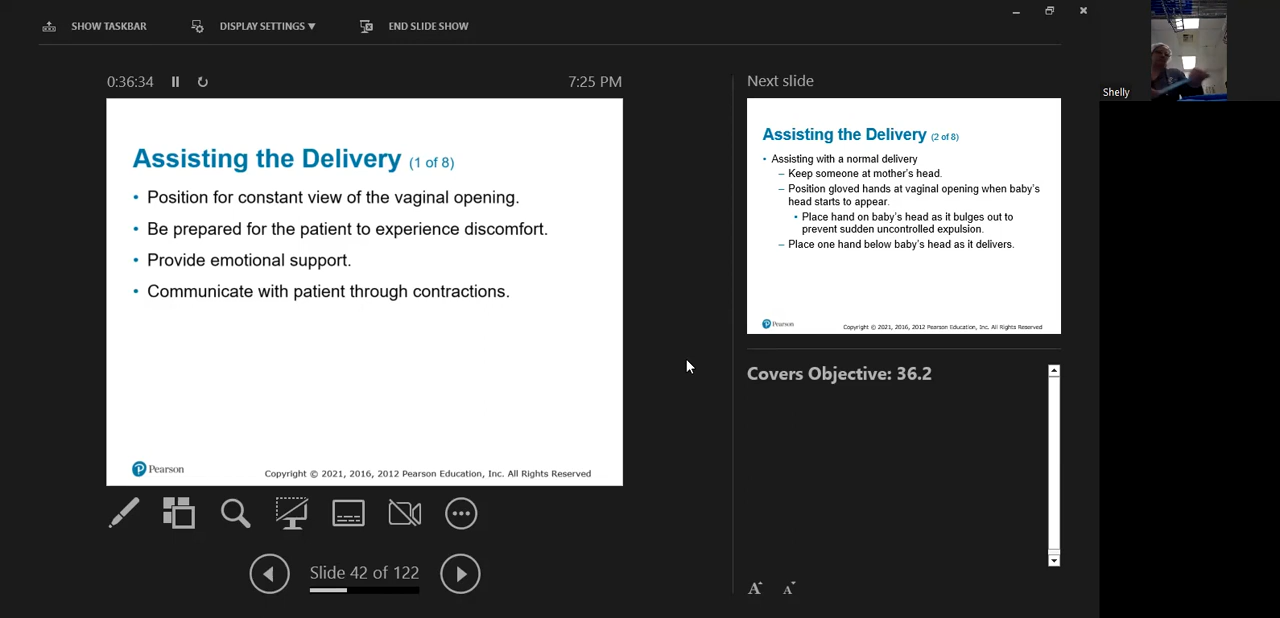 SHOW TASKBAR DISPLAY SETTINGS ▼ END SLIDE SHOW
0:36:34 7:25 PM
Assisting the Delivery (1 of 8)
• Position for constant view of the vaginal opening.
• Be prepared for the patient to experience discomfort.
• Provide emotional support.
• Communicate with patient through contractions.
Pearson Copyright © 2021, 2016, 2012 Pearson Education, Inc. All Rights Reserved
Slide 42 of 122
Next slide
Assisting the Delivery (2 of 8)
• Assisting with a normal delivery
– Keep someone at mother's head.
– Position gloved hands at vaginal opening when baby's
head starts to appear.
• Place hand on baby's head as it bulges out to
prevent sudden uncontrolled expulsion.
– Place one hand below baby's head as it delivers.
Pearson Copyright © 2021, 2016, 2012 Pearson Education, Inc. All Rights Reserved
Covers Objective: 36.2
A A
Shelly